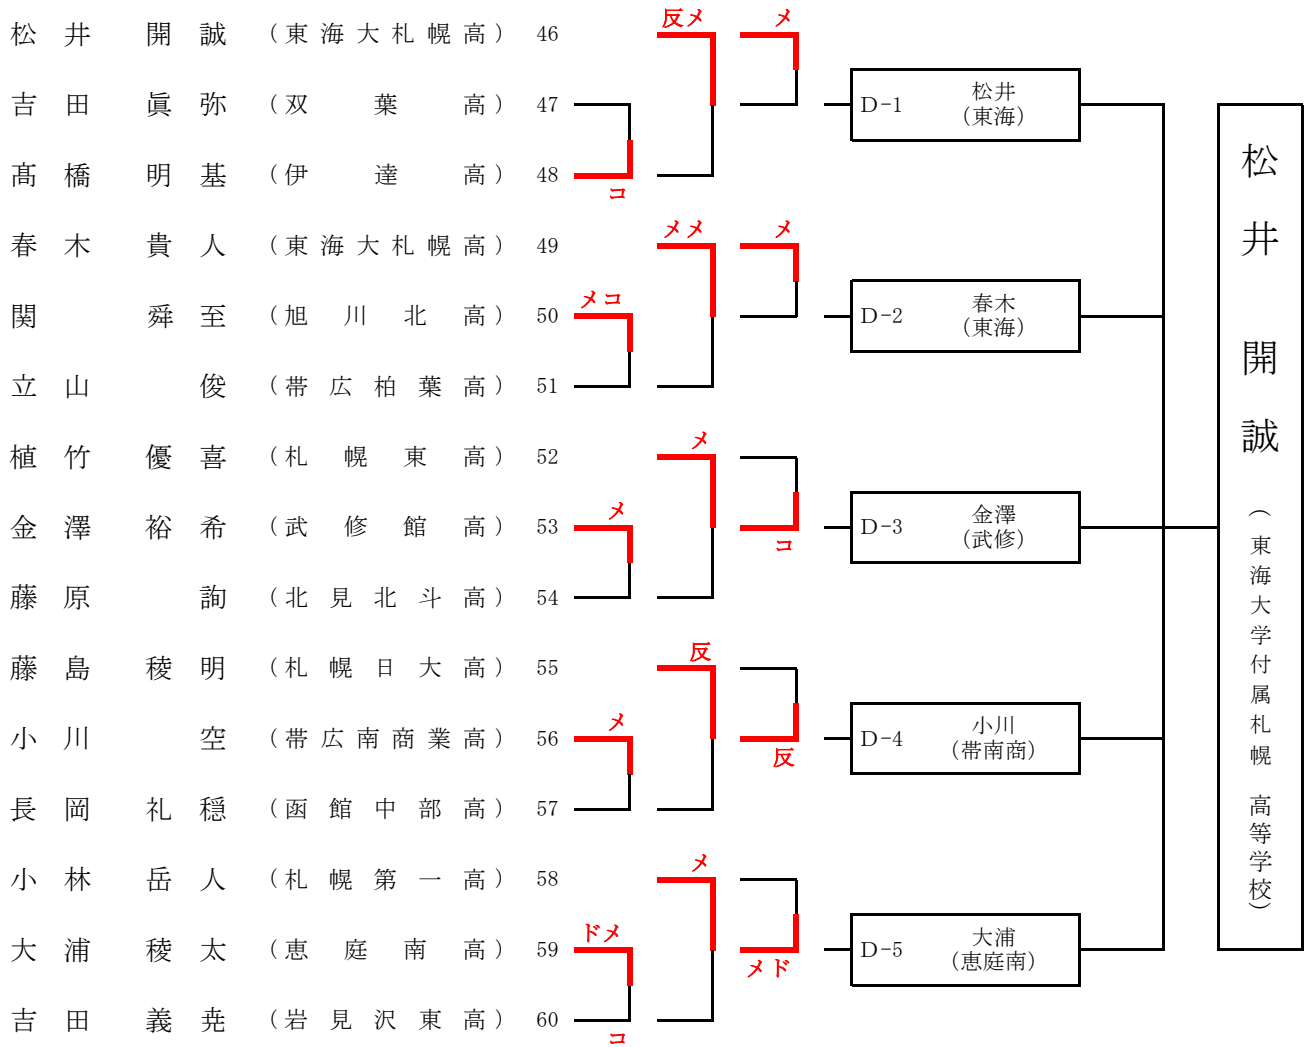 松井 開誠 (東海大札幌高) 46
吉田 眞弥 (双葉高) 47
髙橋 明基 (伊達高) 48
春木 貴人 (東海大札幌高) 49
関 舜至 (旭川北高) 50
立山 俊 (帯広柏葉高) 51
植竹 優喜 (札幌東高) 52
金澤 裕希 (武修館高) 53
藤原 詢 (北見北斗高) 54
藤島 稜明 (札幌日大高) 55
小川 空 (帯広南商業高) 56
長岡 礼穏 (函館中部高) 57
小林 岳人 (札幌第一高) 58
大浦 稜太 (恵庭南高) 59
吉田 義尭 (岩見沢東高) 60
コ
メコ
メ
メ
ドメ
コ
反メ
メメ
メ
反
メ
メ
メ
コ
反
メド
D-1 松井
(東海)
D-2 春木
(東海)
D-3 金澤
(武修)
D-4 小川
(帯南商)
D-5 大浦
(恵庭南)
松井 開誠 (東海大学付属札幌 高等学校)